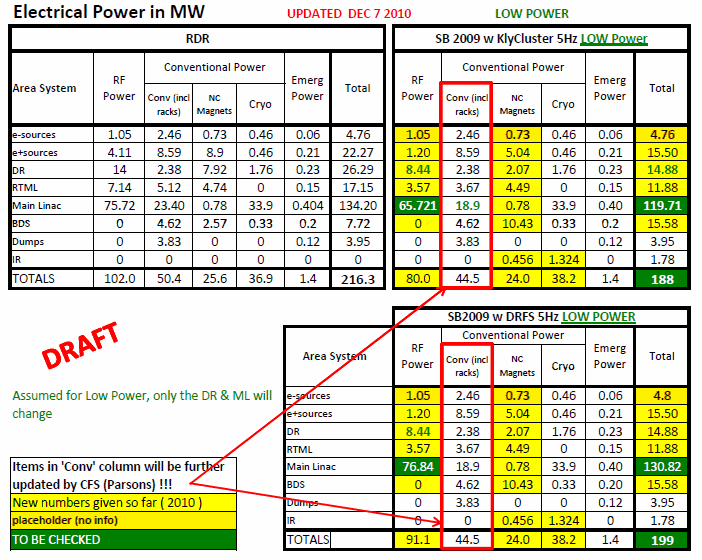 Electrical Power in MW UPDATED DEC 7 2010 LOW POWER
RDR
Area System RF Power Conventional Power Emerg Power Total
Conv (incl racks) NC Magnets Cryo
e-sources 1.05 2.46 0.73 0.46 0.06 4.76
e+sources 4.11 8.59 8.9 0.46 0.21 22.27
DR 14 2.38 7.92 1.76 0.23 26.29
RTML 7.14 5.12 4.74 0 0.15 17.15
Main Linac 75.72 23.40 0.78 33.9 0.404 134.20
BDS 0 4.62 2.57 0.33 0.2 7.72
Dumps 0 3.83 0 0.12 3.95
IR 0 0 0 0 0
TOTALS 102.0 50.4 25.6 36.9 1.4 216.3
SB 2009 w KlyCluster 5Hz LOW Power
RF Power Conventional Power Emerg Power Total
Conv (incl racks) NC Magnets Cryo
1.05 2.46 0.73 0.46 0.06 4.76
1.20 8.59 5.04 0.46 0.21 15.50
8.44 2.38 2.07 1.76 0.23 14.88
3.57 3.67 4.49 0 0.15 11.88
65.721 18.9 0.78 33.9 0.40 119.71
0 4.62 10.43 0.33 0.2 15.58
0 3.83 0 0 0.12 3.95
0 0 0.456 1.324 0 1.78
80.0 44.5 24.0 38.2 1.4 188
SB2009 w DRFS 5Hz LOW POWER
Area System RF Power Conventional Power Emerg Power Total
Conv (incl racks) NC Magnets Cryo
e-sources 1.05 2.46 0.73 0.46 0.06 4.8
e+sources 1.20 8.59 5.04 0.46 0.21 15.50
DR 8.44 2.38 2.07 1.76 0.23 14.88
RTML 3.57 3.67 4.49 0 0.15 11.88
Main Linac 76.84 18.9 0.78 33.9 0.40 130.82
BDS 0 4.62 10.43 0.33 0.20 15.58
Dumps 0 3.83 0 0 0.12 3.95
IR 0 0 0.456 1.324 0 1.78
TOTALS 91.1 44.5 24.0 38.2 1.4 199
DRAFT
Assumed for Low Power, only the DR & ML will
change
Items in 'Conv' column will be further
updated by CFS (Parsons) !!!
New numbers given so far ( 2010 )
placeholder (no info)
TO BE CHECKED